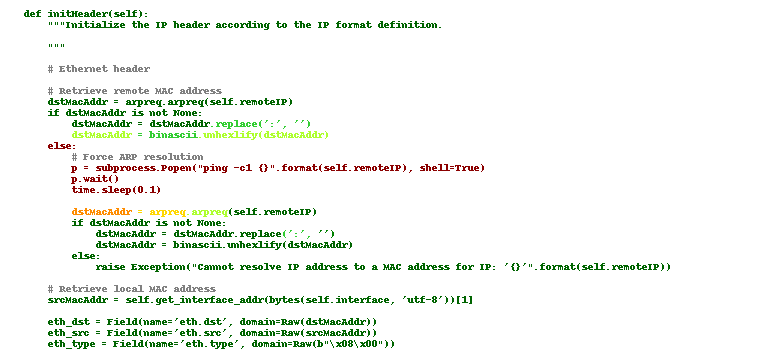 def initHeader(self):
"""Initialize the IP header according to the IP format definition.
"""
# Ethernet header
# Retrieve remote MAC address
dstMacAddr = arpreq.arpreq(self.remoteIP)
if dstMacAddr is not None:
dstMacAddr = dstMacAddr.replace(':', '')
dstMacAddr = binascii.unhexlify(dstMacAddr)
else:
# Force ARP resolution
p = subprocess.Popen("ping -c1 {}".format(self.remoteIP), shell=True)
p.wait()
time.sleep(0.1)
dstMacAddr = arpreq.arpreq(self.remoteIP)
if dstMacAddr is not None:
dstMacAddr = dstMacAddr.replace(':', '')
dstMacAddr = binascii.unhexlify(dstMacAddr)
else:
raise Exception("Cannot resolve IP address to a MAC address for IP: '{}'".format(self.remoteIP))
# Retrieve local MAC address
srcMacAddr = self.get_interface_addr(bytes(self.interface, 'utf-8'))[1]
eth_dst = Field(name='eth.dst', domain=Raw(dstMacAddr))
eth_src = Field(name='eth.src', domain=Raw(srcMacAddr))
eth_type = Field(name='eth.type', domain=Raw(b"\x08\x00"))